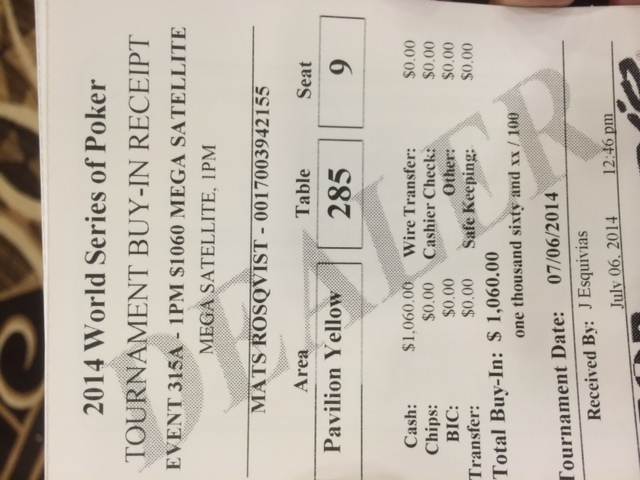 2014 World Series of Poker
TOURNAMENT BUY-IN RECEIPT
EVENT 315A - 1PM $1060 MEGA SATELLITE
MEGA SATELLITE, 1PM
MATS ROSQVIST - 0017003942155
Area Table Seat
Pavilion Yellow 285 9
Cash: $1,060.00 Wire Transfer: $0.00
Chips: $0.00 Cashier Check: $0.00
BIC: $0.00 Other: $0.00
Transfer: $0.00 Safe Keeping: $0.00
Total Buy-In: $ 1,060.00
one thousand sixty and xx / 100
Tournament Date: 07/06/2014
Received By: J Esquivias
July 06, 2014 12:46 pm
DEALER